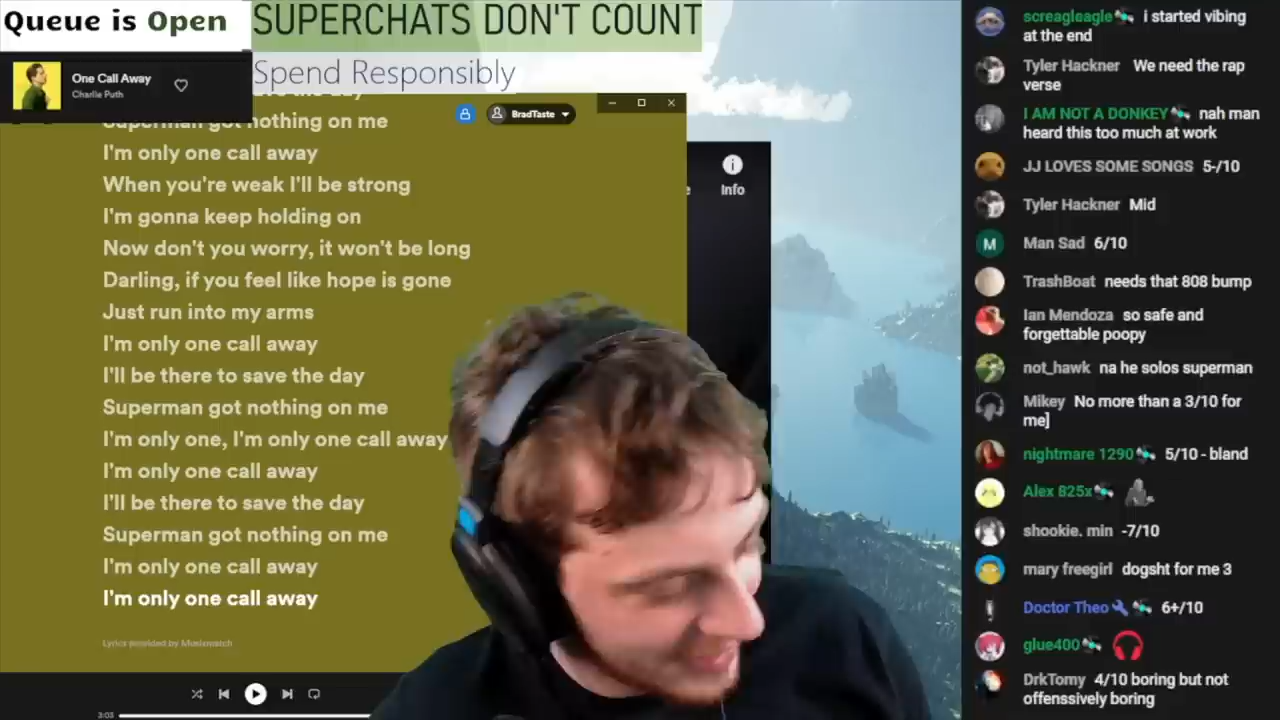 Queue is Open
SUPERCHATS DON'T COUNT
Spend Responsibly
One Call Away
Charlie Puth
BradTaste
Info
Superman got nothing on me
I'm only one call away
When you're weak I'll be strong
I'm gonna keep holding on
Now don't you worry, it won't be long
Darling, if you feel like hope is gone
Just run into my arms
I'm only one call away
I'll be there to save the day
Superman got nothing on me
I'm only one, I'm only one call away
I'm only one call away
I'll be there to save the day
Superman got nothing on me
I'm only one call away
I'm only one call away
Lyrics provided by Musixmatch
3:03
screagleagle i started vibing
at the end
Tyler Hackner We need the rap
verse
I AM NOT A DONKEY nah man
heard this too much at work
JJ LOVES SOME SONGS 5-/10
Tyler Hackner Mid
M Man Sad 6/10
TrashBoat needs that 808 bump
Ian Mendoza so safe and
forgettable poopy
not_hawk na he solos superman
Mikey No more than a 3/10 for
me]
nightmare 1290 5/10 - bland
Alex 825x
shookie. min -7/10
mary freegirl dogsht for me 3
Doctor Theo 6+/10
glue400
DrkTomy 4/10 boring but not
offenssively boring